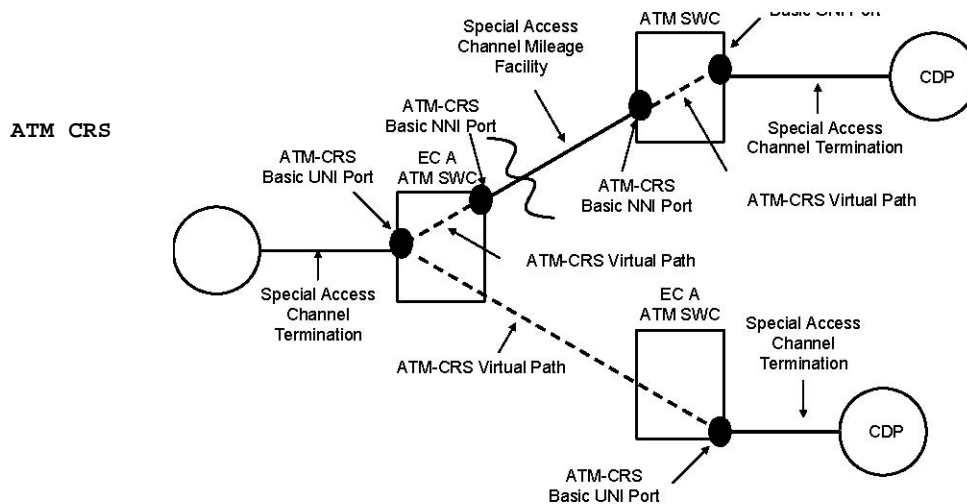 Basic UNI Port
ATM SWC
Special Access
Channel Mileage
Facility
CDP
ATM-CRS
Basic NNI Port
ATM CRS
Special Access
Channel Termination
ATM-CRS
Basic UNI Port
EC A
ATM SWC
ATM-CRS
Basic NNI Port
ATM-CRS Virtual Path
ATM-CRS Virtual Path
Special Access
Channel
Termination
EC A
ATM SWC
Special Access
Channel
Termination
ATM-CRS Virtual Path
CDP
ATM-CRS
Basic UNI Port